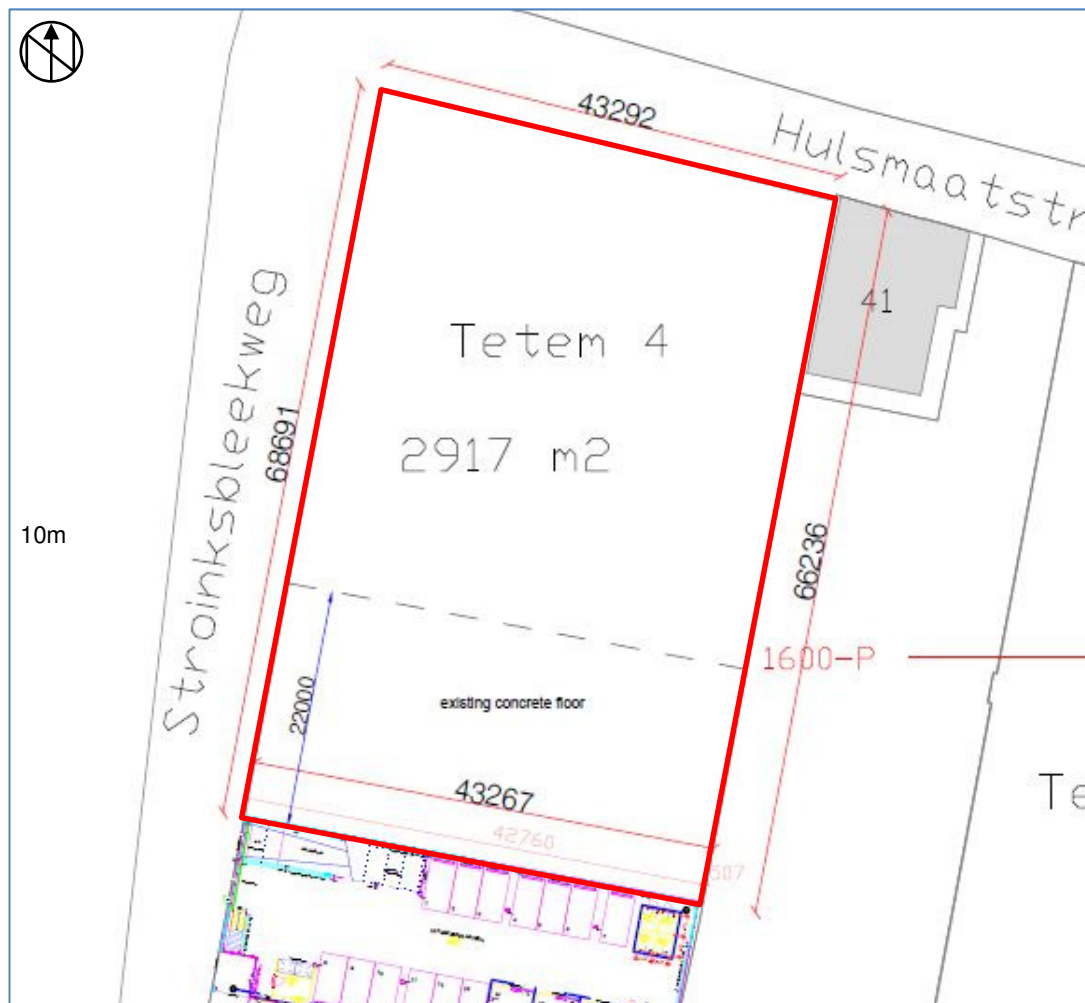 N
43292
Hulsmaatstr
41
Tetem 4
Stroinksbleekweg
68691
2917 m2
10m
66236
1600-P
22000
existing concrete floor
43267
Te
42760
507